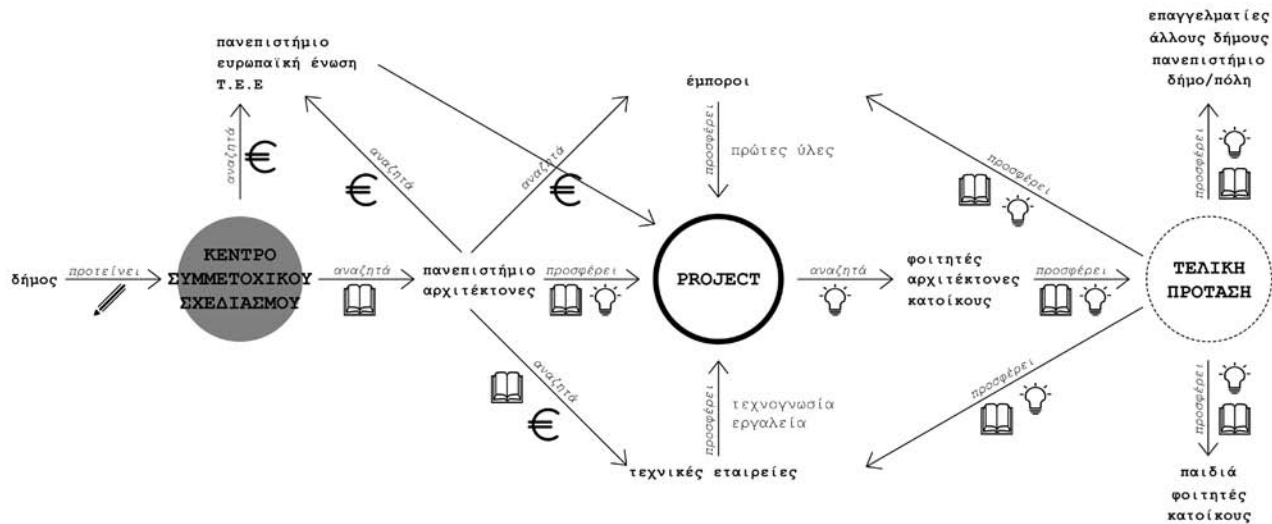 πανεπιστήμιο
ευρωπαϊκή ένωση
Τ.Ε.Ε
έμποροι
επαγγελματίες
άλλους δήμους
πανεπιστήμιο
δήμο/πόλη
αναζητά
αναζητά
αναζητά
προσφέρει
πρώτες ύλες
προσφέρει
προσφέρει
δήμος
προτείνει
ΚΕΝΤΡΟ
ΣΥΜΜΕΤΟΧΙΚΟΥ
ΣΧΕΔΙΑΣΜΟΥ
αναζητά
πανεπιστήμιο
αρχιτέκτονες
προσφέρει
PROJECT
αναζητά
φοιτητές
αρχιτέκτονες
κατοίκους
προσφέρει
ΤΕΛΙΚΗ
ΠΡΟΤΑΣΗ
αναζητά
προσφέρει
τεχνογνωσία
εργαλεία
προσφέρει
προσφέρει
τεχνικές εταιρείες
παιδιά
φοιτητές
κατοίκους